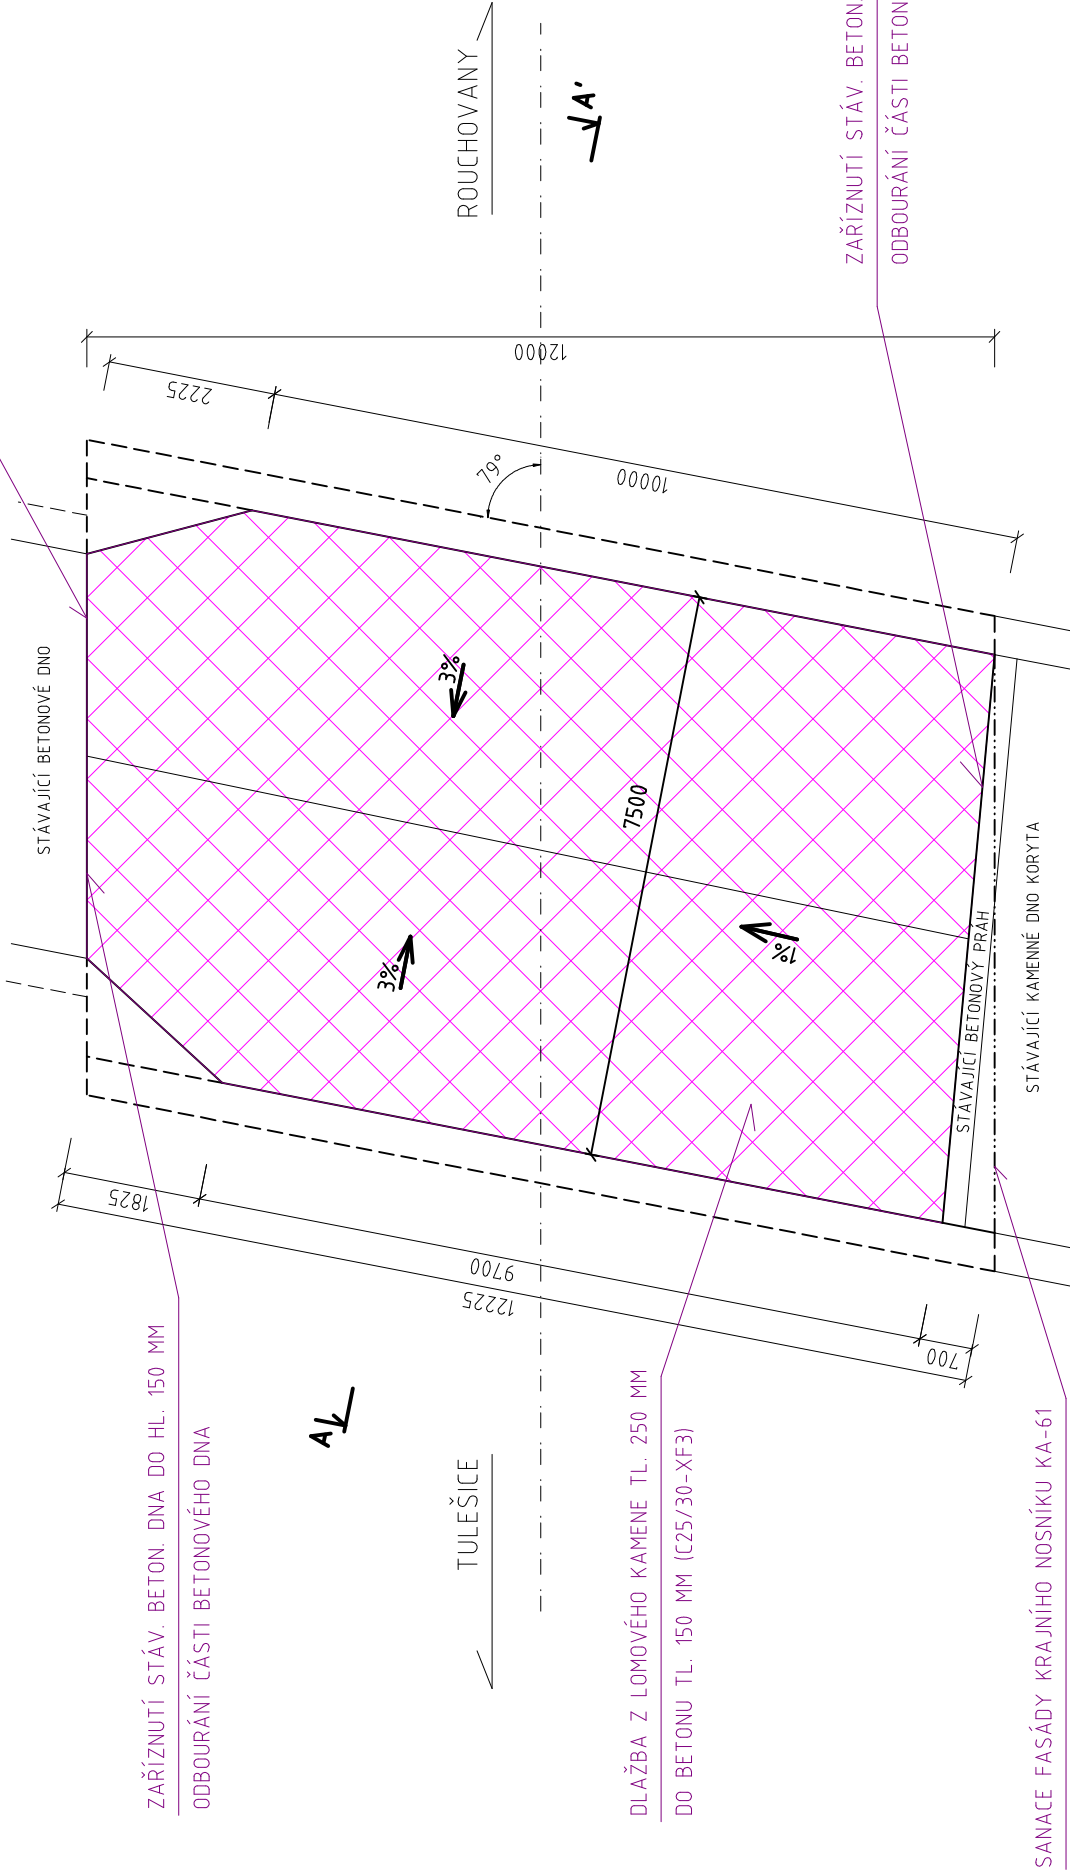 ZAŘÍZNUTÍ STÁV. BETON. DNA DO HL. 150 MM
ODBOURÁNÍ ČÁSTI BETONOVÉHO DNA
STÁVAJÍCÍ BETONOVÉ DNO
TULEŠICE
ROUCHOVANY
A
A'
DLAŽBA Z LOMOVÉHO KAMENE TL. 250 MM
DO BETONU TL. 150 MM (C25/30-XF3)
ZAŘÍZNUTÍ STÁV. BETON.
ODBOURÁNÍ ČÁSTI BETON
STÁVAJÍCÍ BETONOVÝ PRÁH
STÁVAJÍCÍ KAMENNÉ DNO KORYTA
SANACE FASÁDY KRAJNÍHO NOSNÍKU KA-61
1825
9700
12225
700
3%
3%
1%
7500
79°
2225
10000
12000